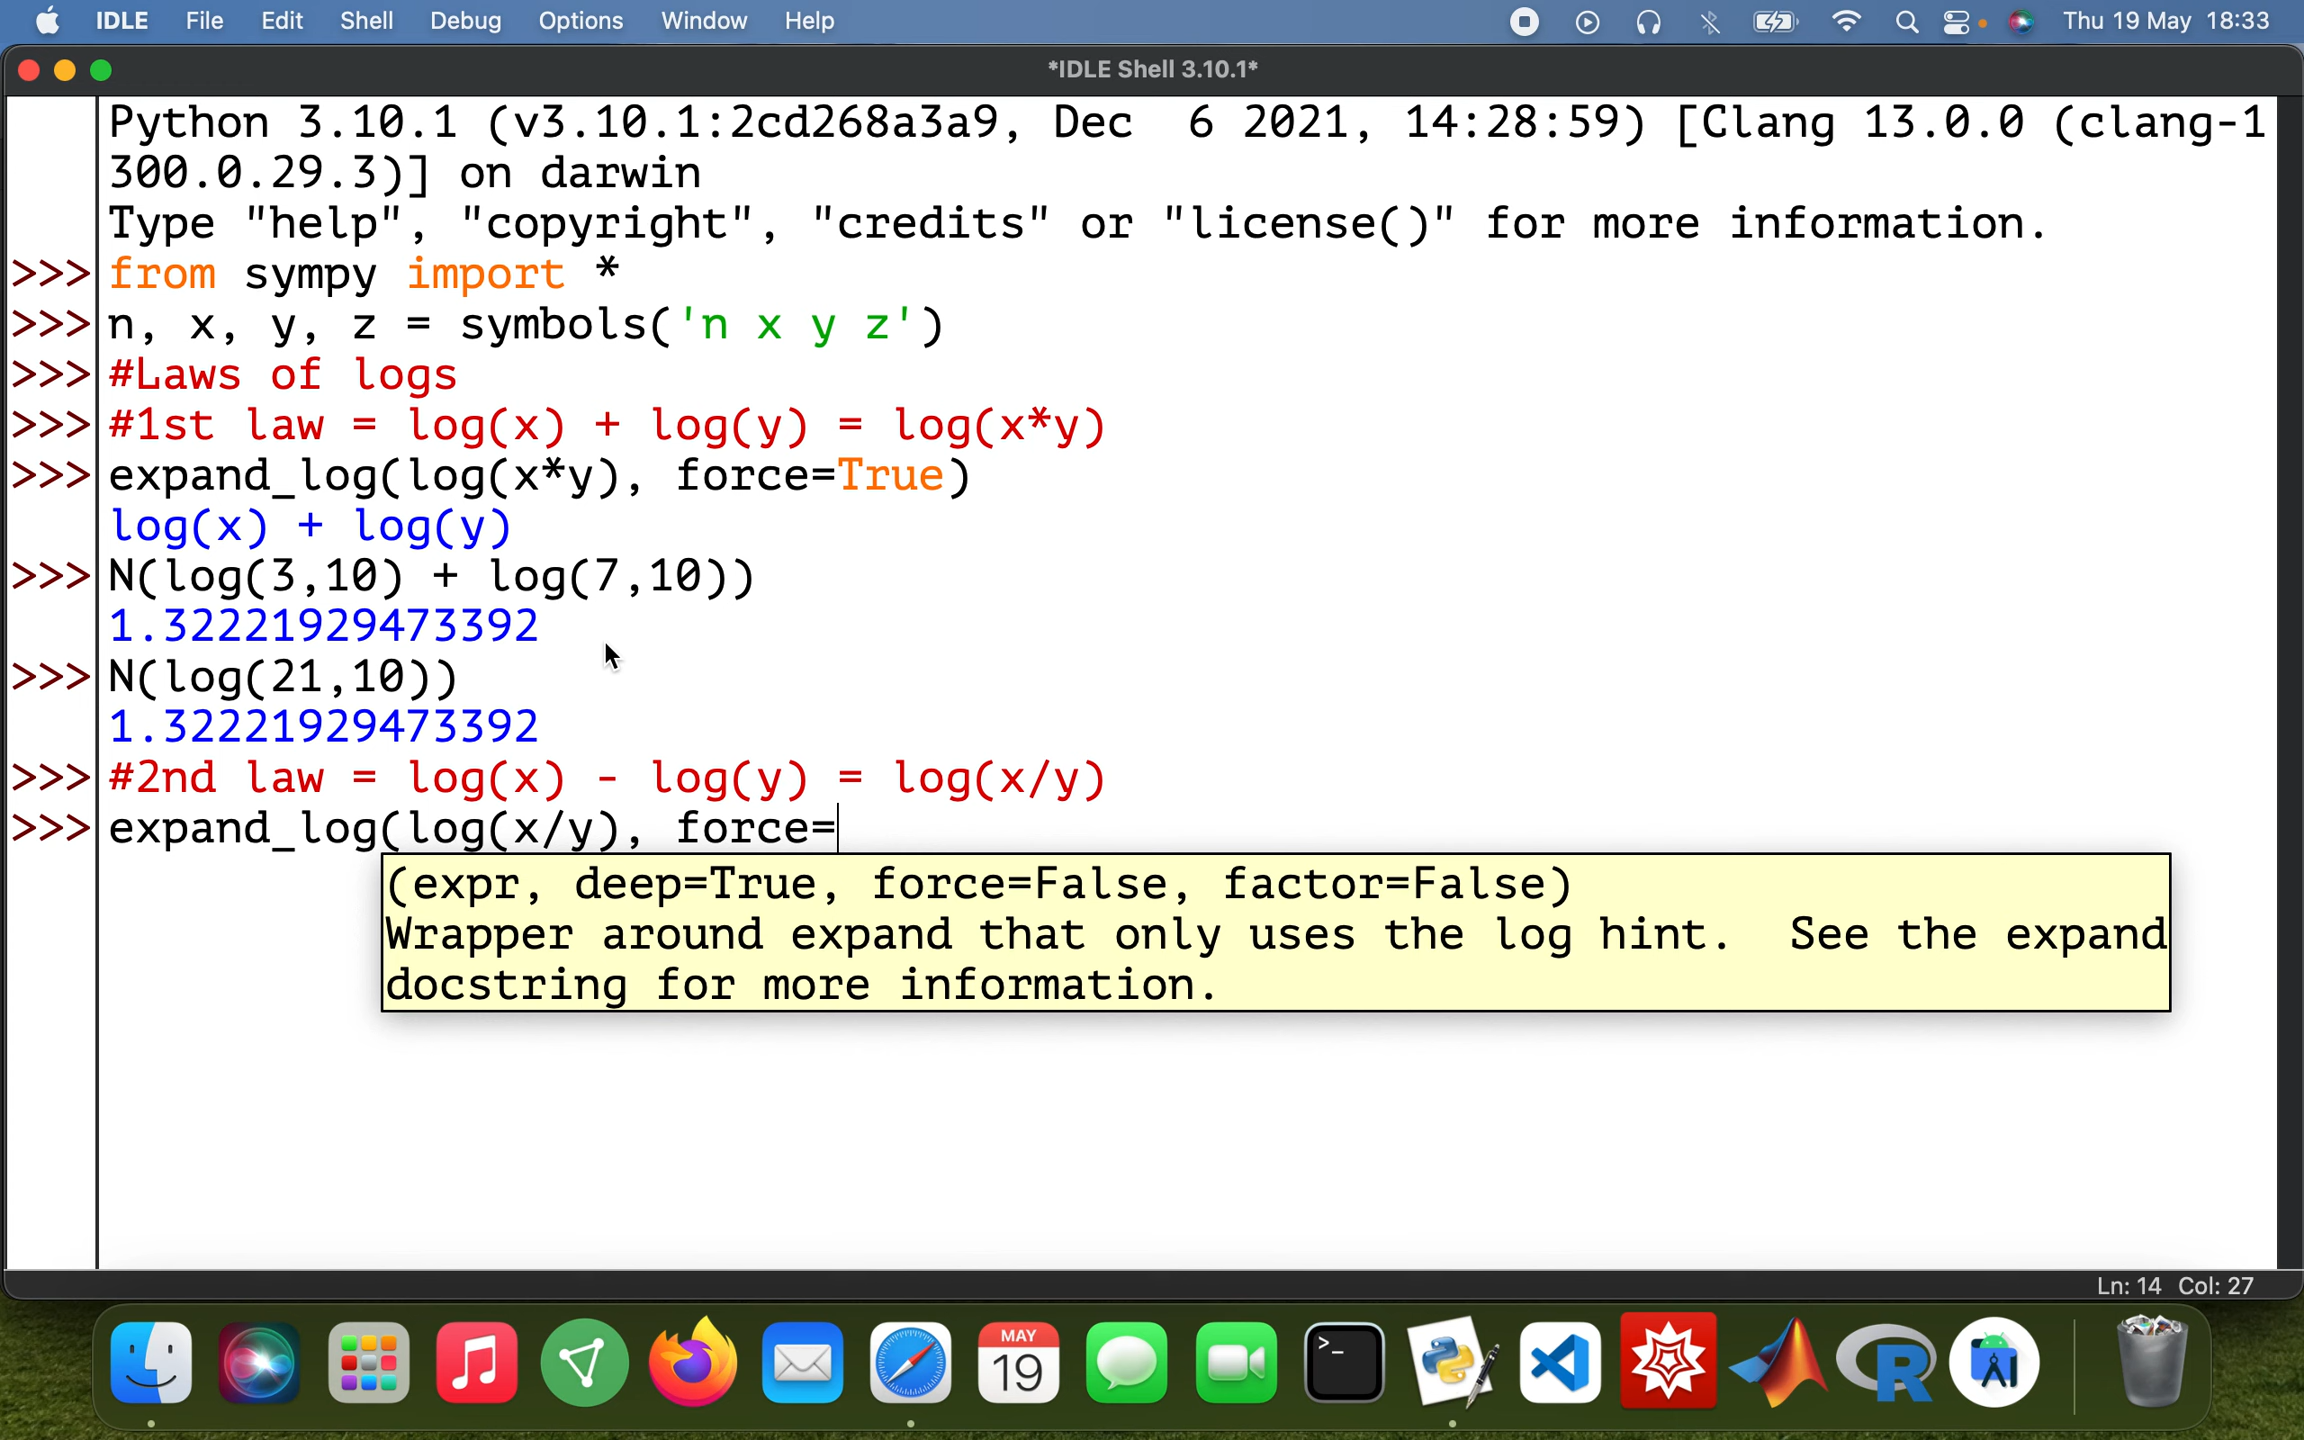 IDLE File Edit Shell Debug Options Window Help Thu 19 May 18:33
*IDLE Shell 3.10.1*
Python 3.10.1 (v3.10.1:2cd268a3a9, Dec  6 2021, 14:28:59) [Clang 13.0.0 (clang-1
300.0.29.3)] on darwin
Type "help", "copyright", "credits" or "license()" for more information.
>>> from sympy import *
>>> n, x, y, z = symbols('n x y z')
>>> #Laws of logs
>>> #1st law = log(x) + log(y) = log(x*y)
>>> expand_log(log(x*y), force=True)
log(x) + log(y)
>>> N(log(3,10) + log(7,10))
1.32221929473392
>>> N(log(21,10))
1.32221929473392
>>> #2nd law = log(x) - log(y) = log(x/y)
>>> expand_log(log(x/y), force=
(expr, deep=True, force=False, factor=False)
Wrapper around expand that only uses the log hint.  See the expand
docstring for more information.
Ln: 14 Col: 27
MAY
19
>_
R